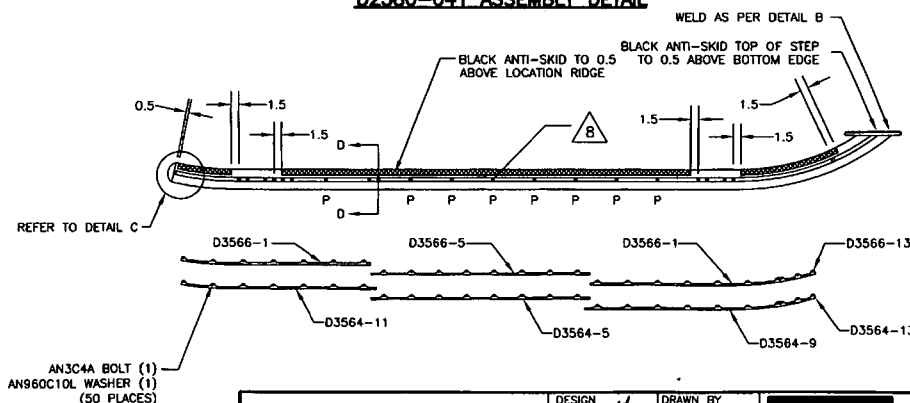 D2580-041 ASSEMBLY DETAIL
WELD AS PER DETAIL B
BLACK ANTI-SKID TO 0.5
ABOVE LOCATION RIDGE
BLACK ANTI-SKID TOP OF STEP
TO 0.5 ABOVE BOTTOM EDGE
0.5
1.5
1.5
8
1.5
1.5
1.5
D
D
P P P P P P P P
REFER TO DETAIL C
D3566-1
D3566-5
D3566-1
D3566-13
D3564-11
D3564-5
D3564-9
AN3C4A BOLT (1)
AN960C10L WASHER (1)
(50 PLACES)
DESIGN
DRAWN BY